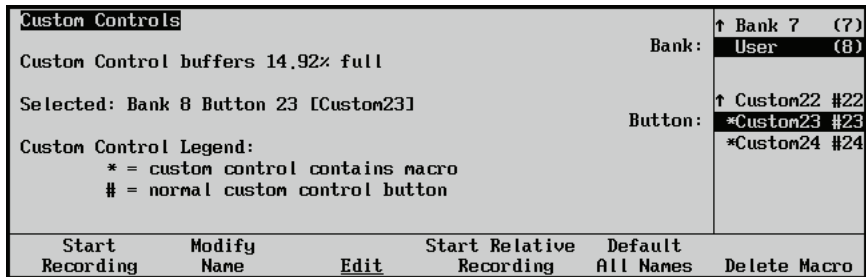 Custom Controls
Custom Control buffers 14.92% full
Selected: Bank 8 Button 23 [Custom23]
Custom Control Legend:
* = custom control contains macro
# = normal custom control button
Bank:
↑ Bank 7 (7)
User (8)
Button:
↑ Custom22 #22
*Custom23 #23
*Custom24 #24
Start Recording
Modify Name
Edit
Start Relative Recording
Default All Names
Delete Macro